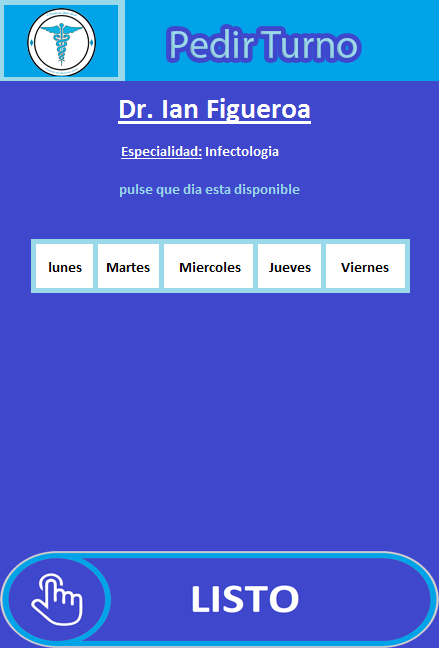 Pedir Turno
Dr. Ian Figueroa
Especialidad: Infectologia
pulse que dia esta disponible
lunes Martes Miercoles Jueves Viernes
LISTO